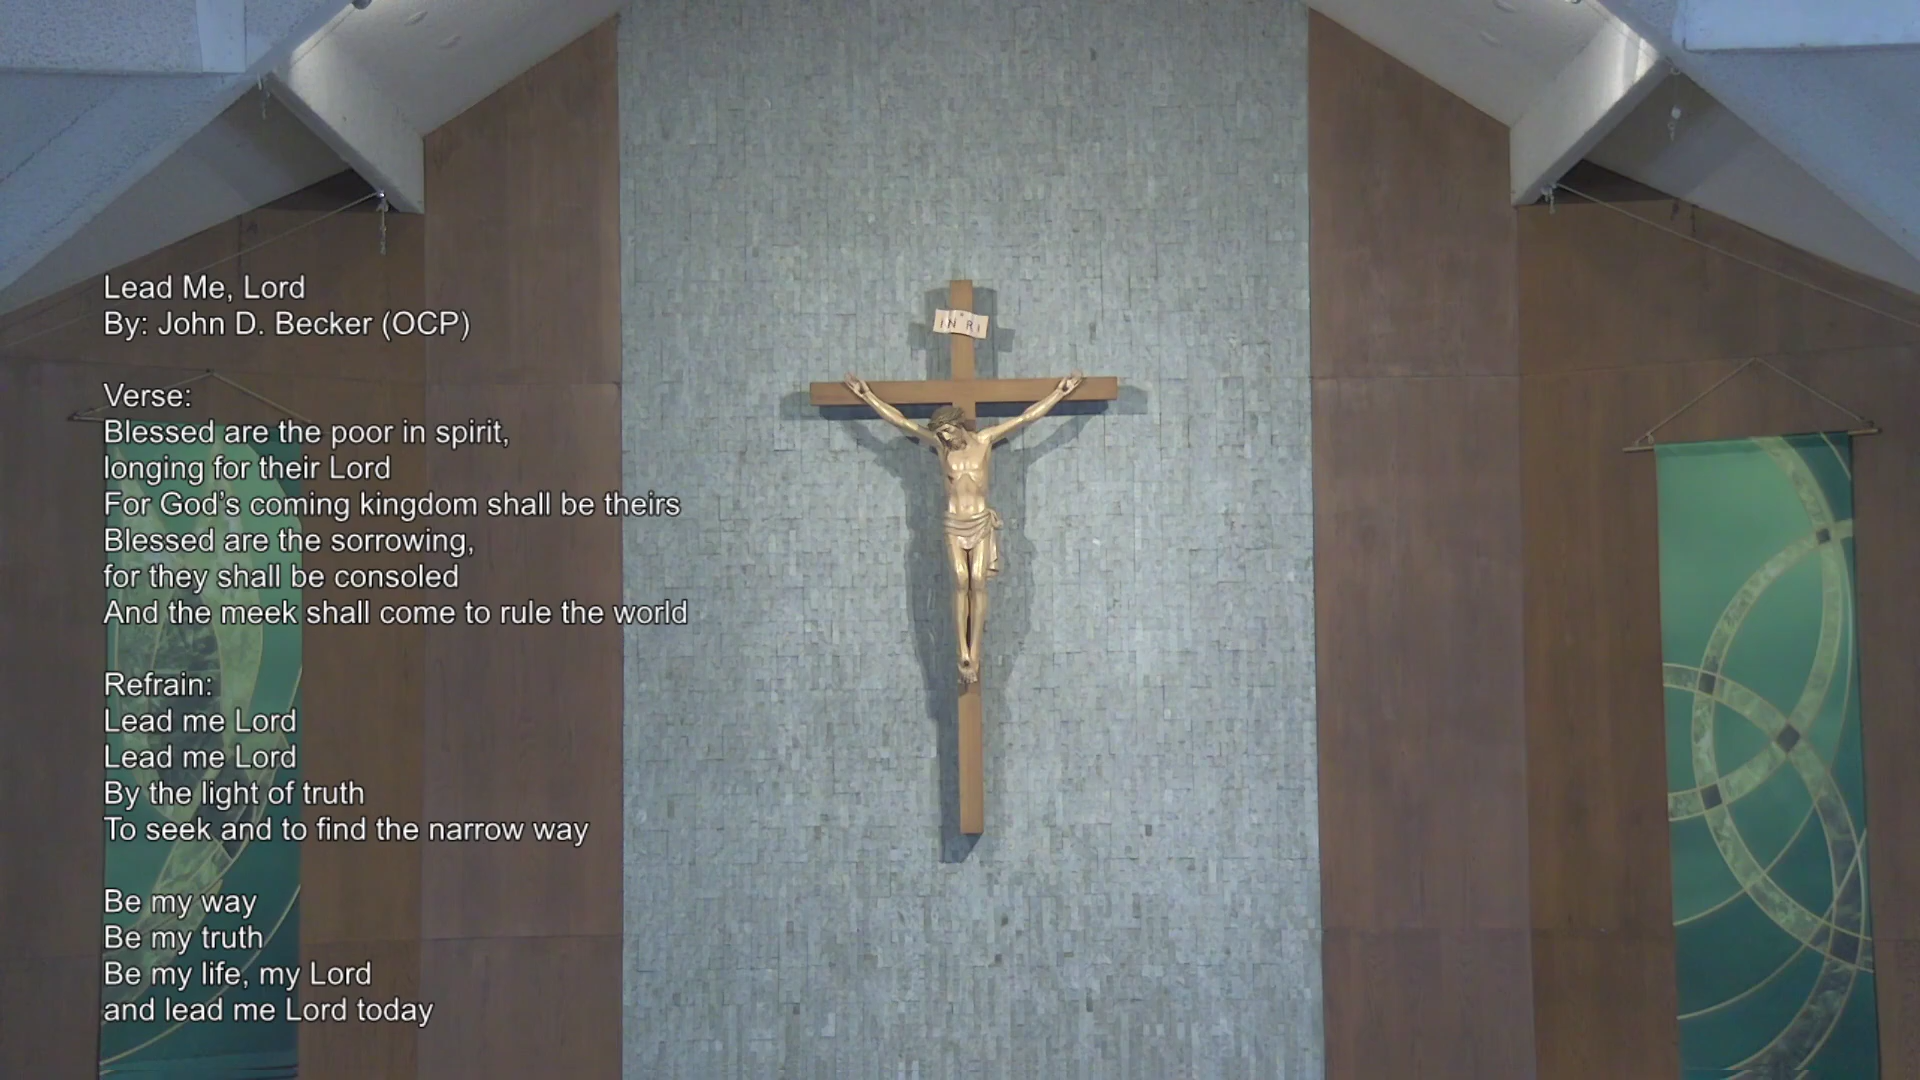 Lead Me, Lord
By: John D. Becker (OCP)
Verse:
Blessed are the poor in spirit,
longing for their Lord
For God's coming kingdom shall be theirs
Blessed are the sorrowing,
for they shall be consoled
And the meek shall come to rule the world
Refrain:
Lead me Lord
Lead me Lord
By the light of truth
To seek and to find the narrow way
Be my way
Be my truth
Be my life, my Lord
and lead me Lord today
INRI